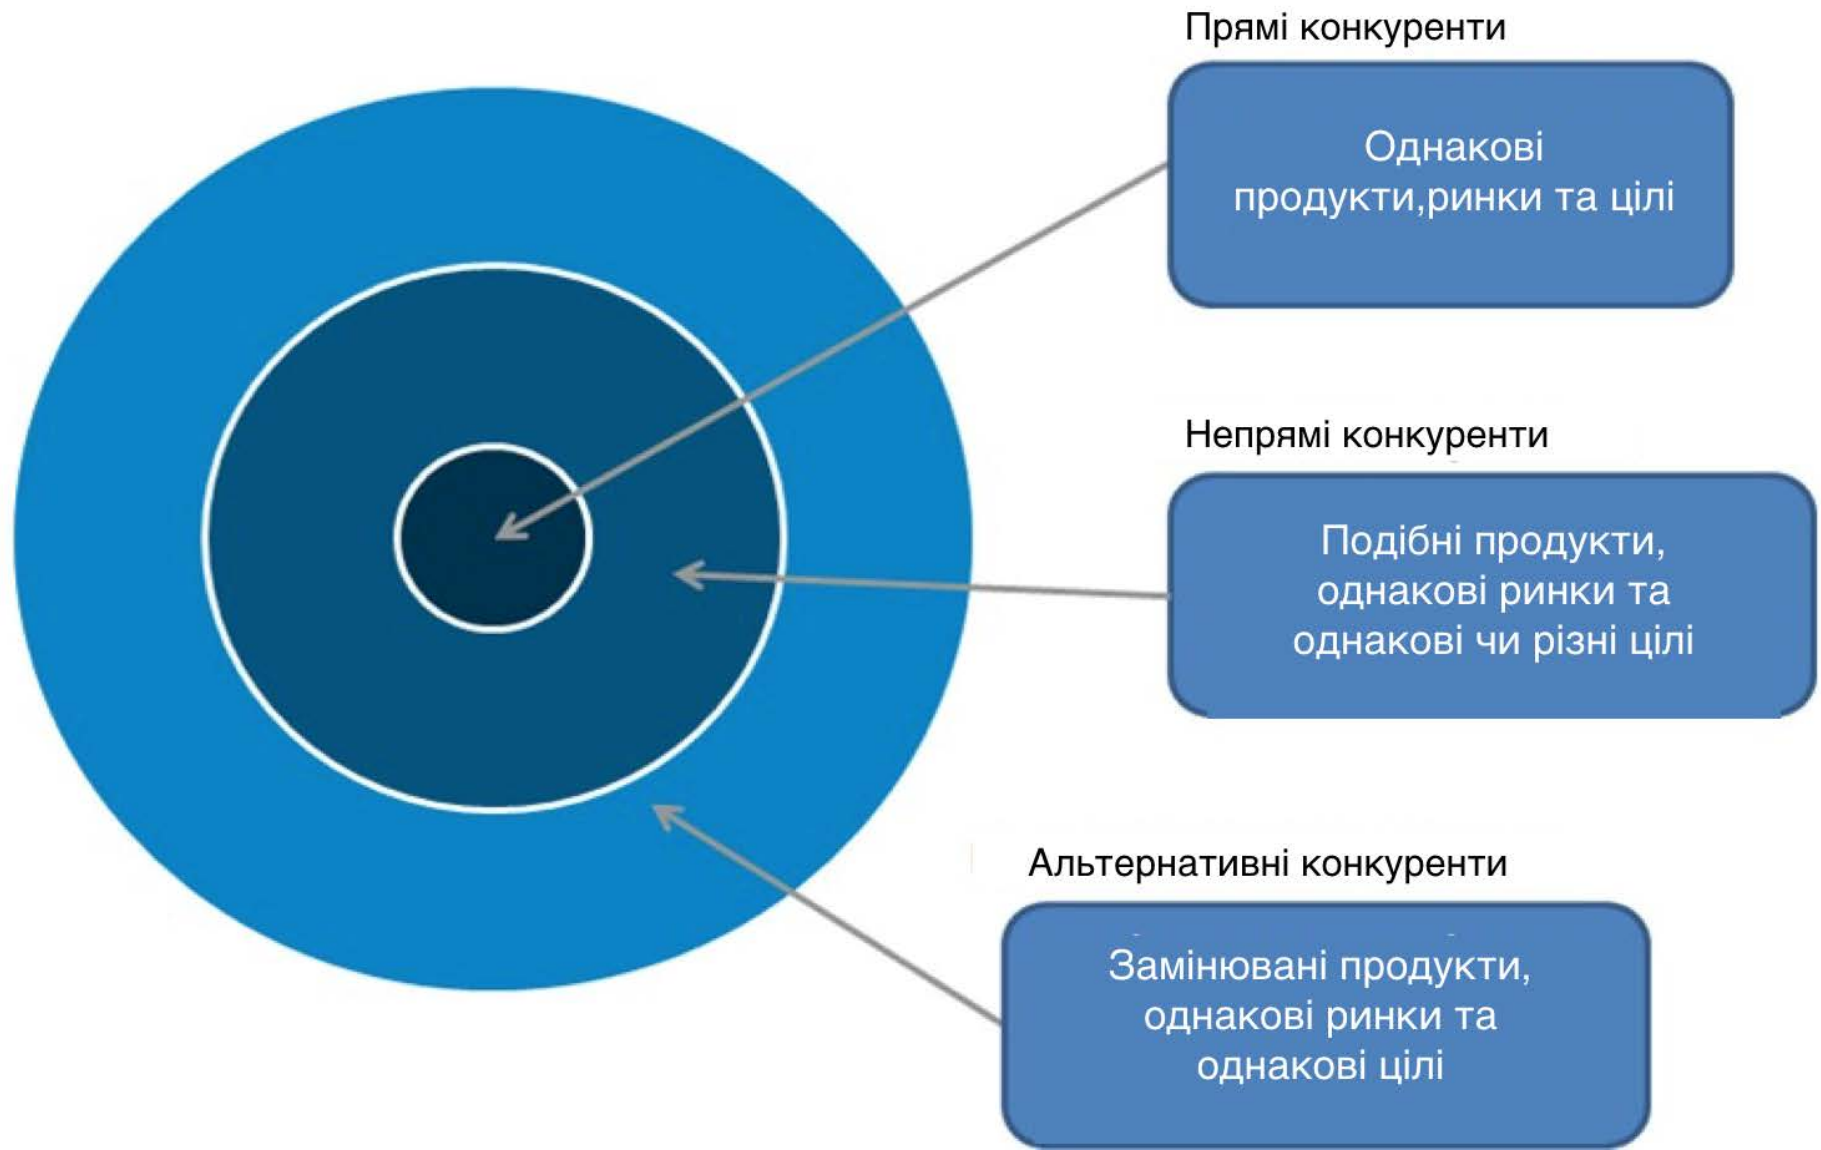 Прямі конкуренти
Однакові
продукти,ринки та цілі
Непрямі конкуренти
Подібні продукти,
однакові ринки та
однакові чи різні цілі
Альтернативні конкуренти
Замінювані продукти,
однакові ринки та
однакові цілі